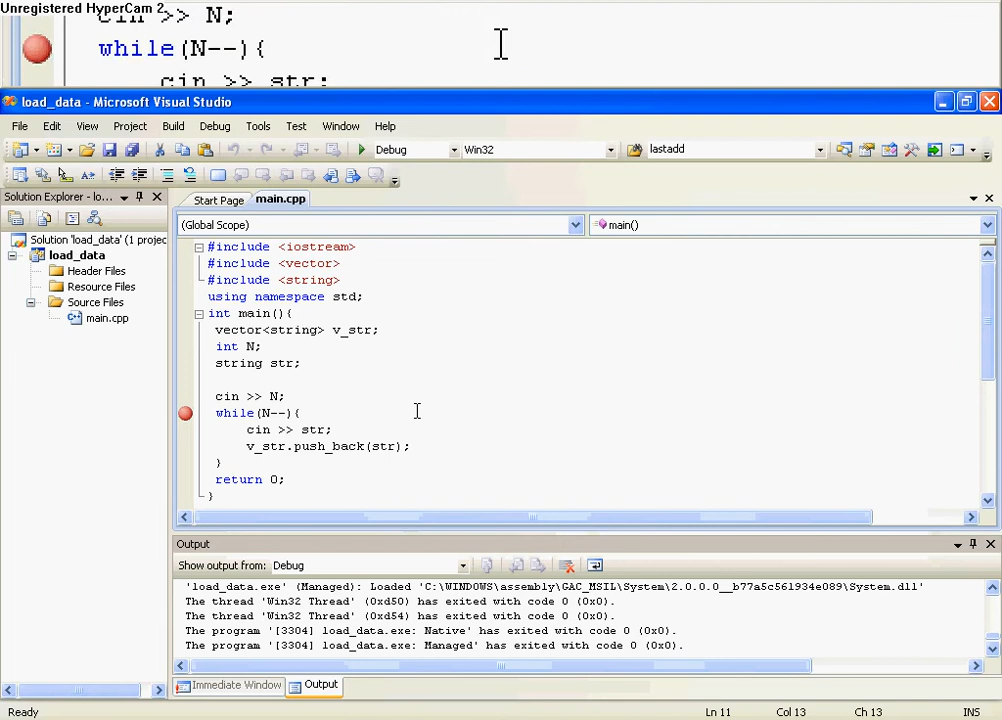 Unregistered HyperCam 2
cin >> N;
while(N--){
cin >> str;
load_data - Microsoft Visual Studio
File Edit View Project Build Debug Tools Test Window Help
Debug Win32 lastadd
Solution Explorer - lo... Start Page main.cpp
(Global Scope) main()
Solution 'load_data' (1 projec
load_data
Header Files
Resource Files
Source Files
main.cpp
#include <iostream>
#include <vector>
#include <string>
using namespace std;
int main(){
vector<string> v_str;
int N;
string str;
cin >> N;
while(N--){
cin >> str;
v_str.push_back(str);
}
return 0;
}
Output
Show output from: Debug
'load_data.exe' (Managed): Loaded 'C:\WINDOWS\assembly\GAC_MSIL\System\2.0.0.0__b77a5c561934e089\System.dll'
The thread 'Win32 Thread' (0xd50) has exited with code 0 (0x0).
The thread 'Win32 Thread' (0xd54) has exited with code 0 (0x0).
The program '[3304] load_data.exe: Native' has exited with code 0 (0x0).
The program '[3304] load_data.exe: Managed' has exited with code 0 (0x0).
Immediate Window Output
Ready Ln 11 Col 13 Ch 13 INS